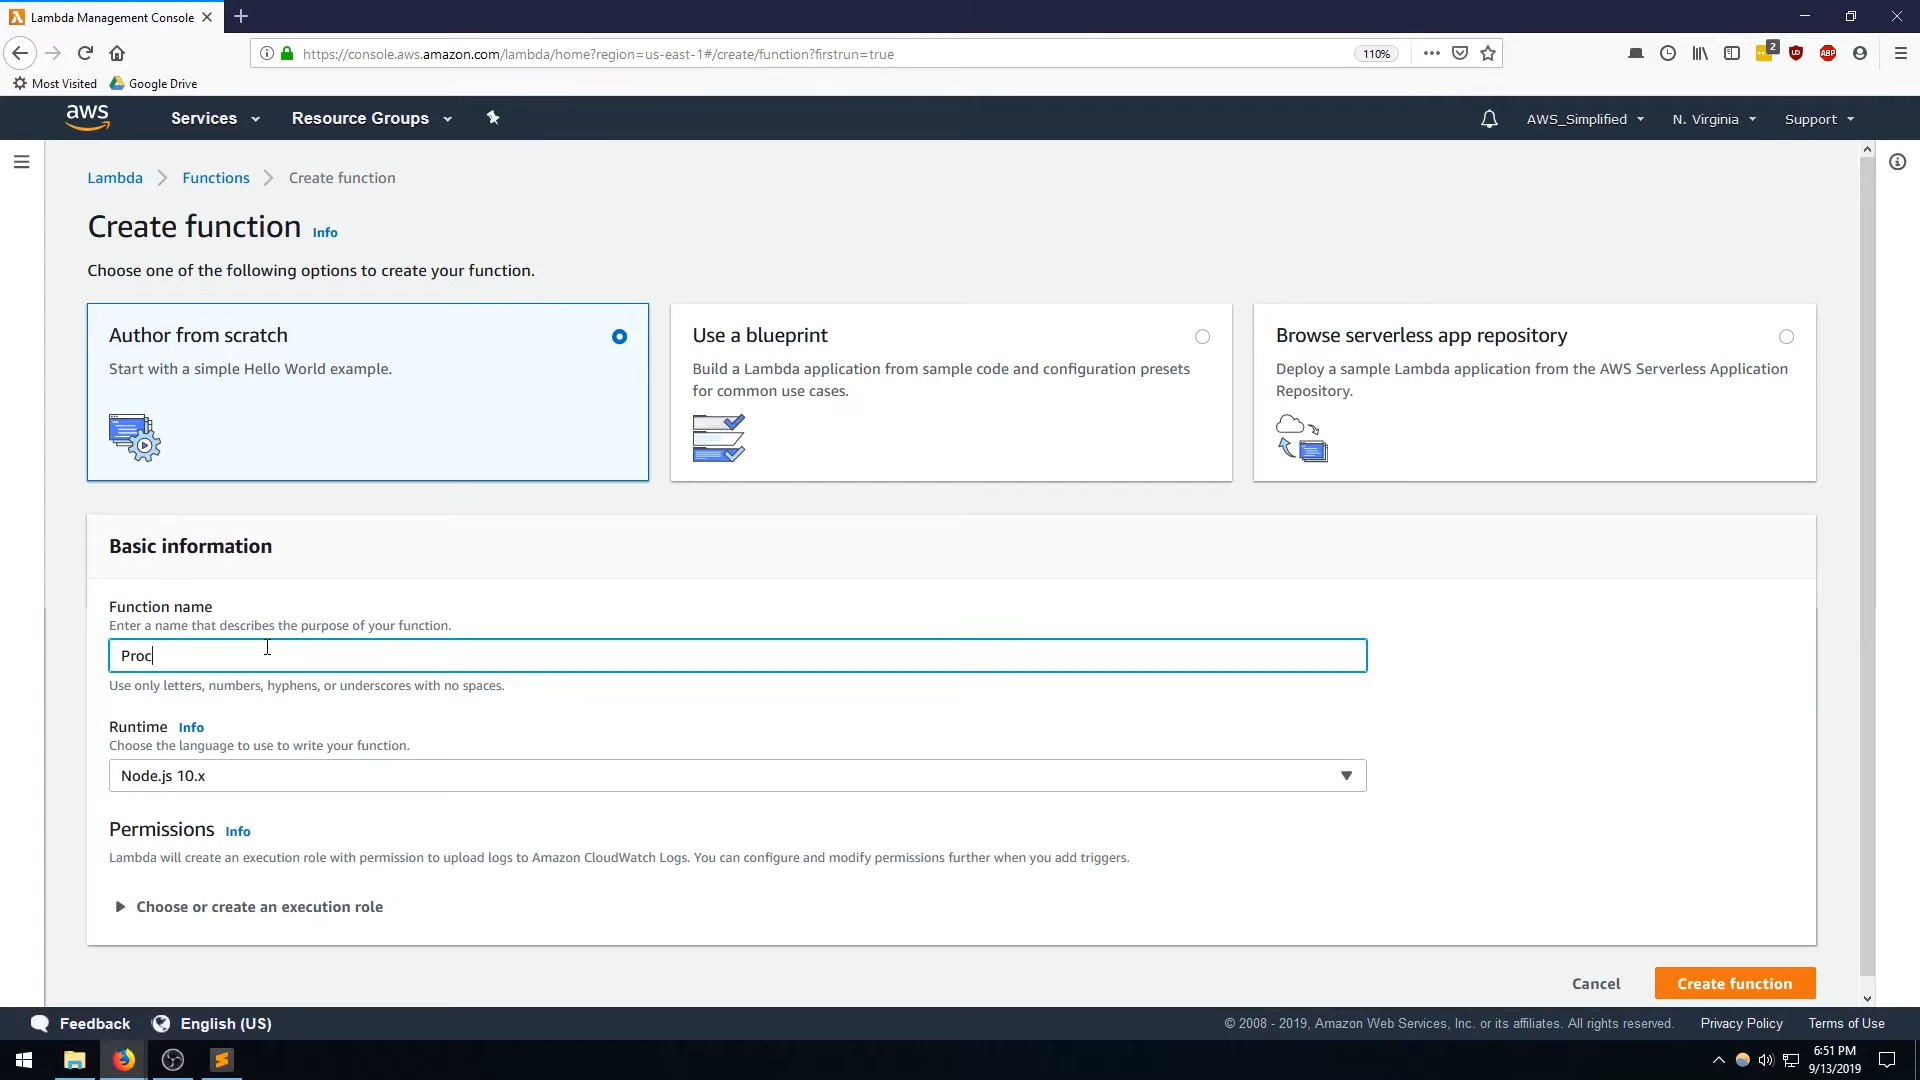 Lambda Management Console
https://console.aws.amazon.com/lambda/home?region=us-east-1#/create/function?firstrun=true
110%
2
ABP
Most Visited
Google Drive
aws
Services
Resource Groups
AWS_Simplified
N. Virginia
Support
Lambda
Functions
Create function
Create function Info
Choose one of the following options to create your function.
Author from scratch
Start with a simple Hello World example.
Use a blueprint
Build a Lambda application from sample code and configuration presets
for common use cases.
Browse serverless app repository
Deploy a sample Lambda application from the AWS Serverless Application
Repository.
Basic information
Function name
Enter a name that describes the purpose of your function.
Proc
Use only letters, numbers, hyphens, or underscores with no spaces.
Runtime Info
Choose the language to use to write your function.
Node.js 10.x
Permissions Info
Lambda will create an execution role with permission to upload logs to Amazon CloudWatch Logs. You can configure and modify permissions further when you add triggers.
Choose or create an execution role
Cancel
Create function
Feedback
English (US)
© 2008 - 2019, Amazon Web Services, Inc. or its affiliates. All rights reserved.
Privacy Policy
Terms of Use
6:51 PM
9/13/2019